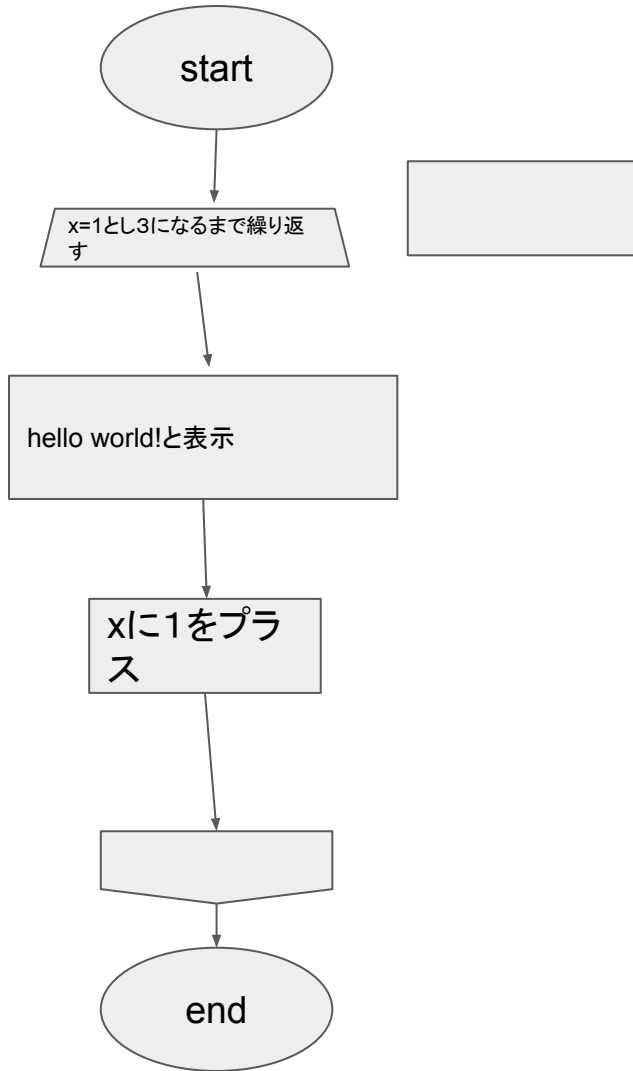 start
x=1とし３になるまで繰り返
す
hello world!と表示
xに１をプラ
ス
end